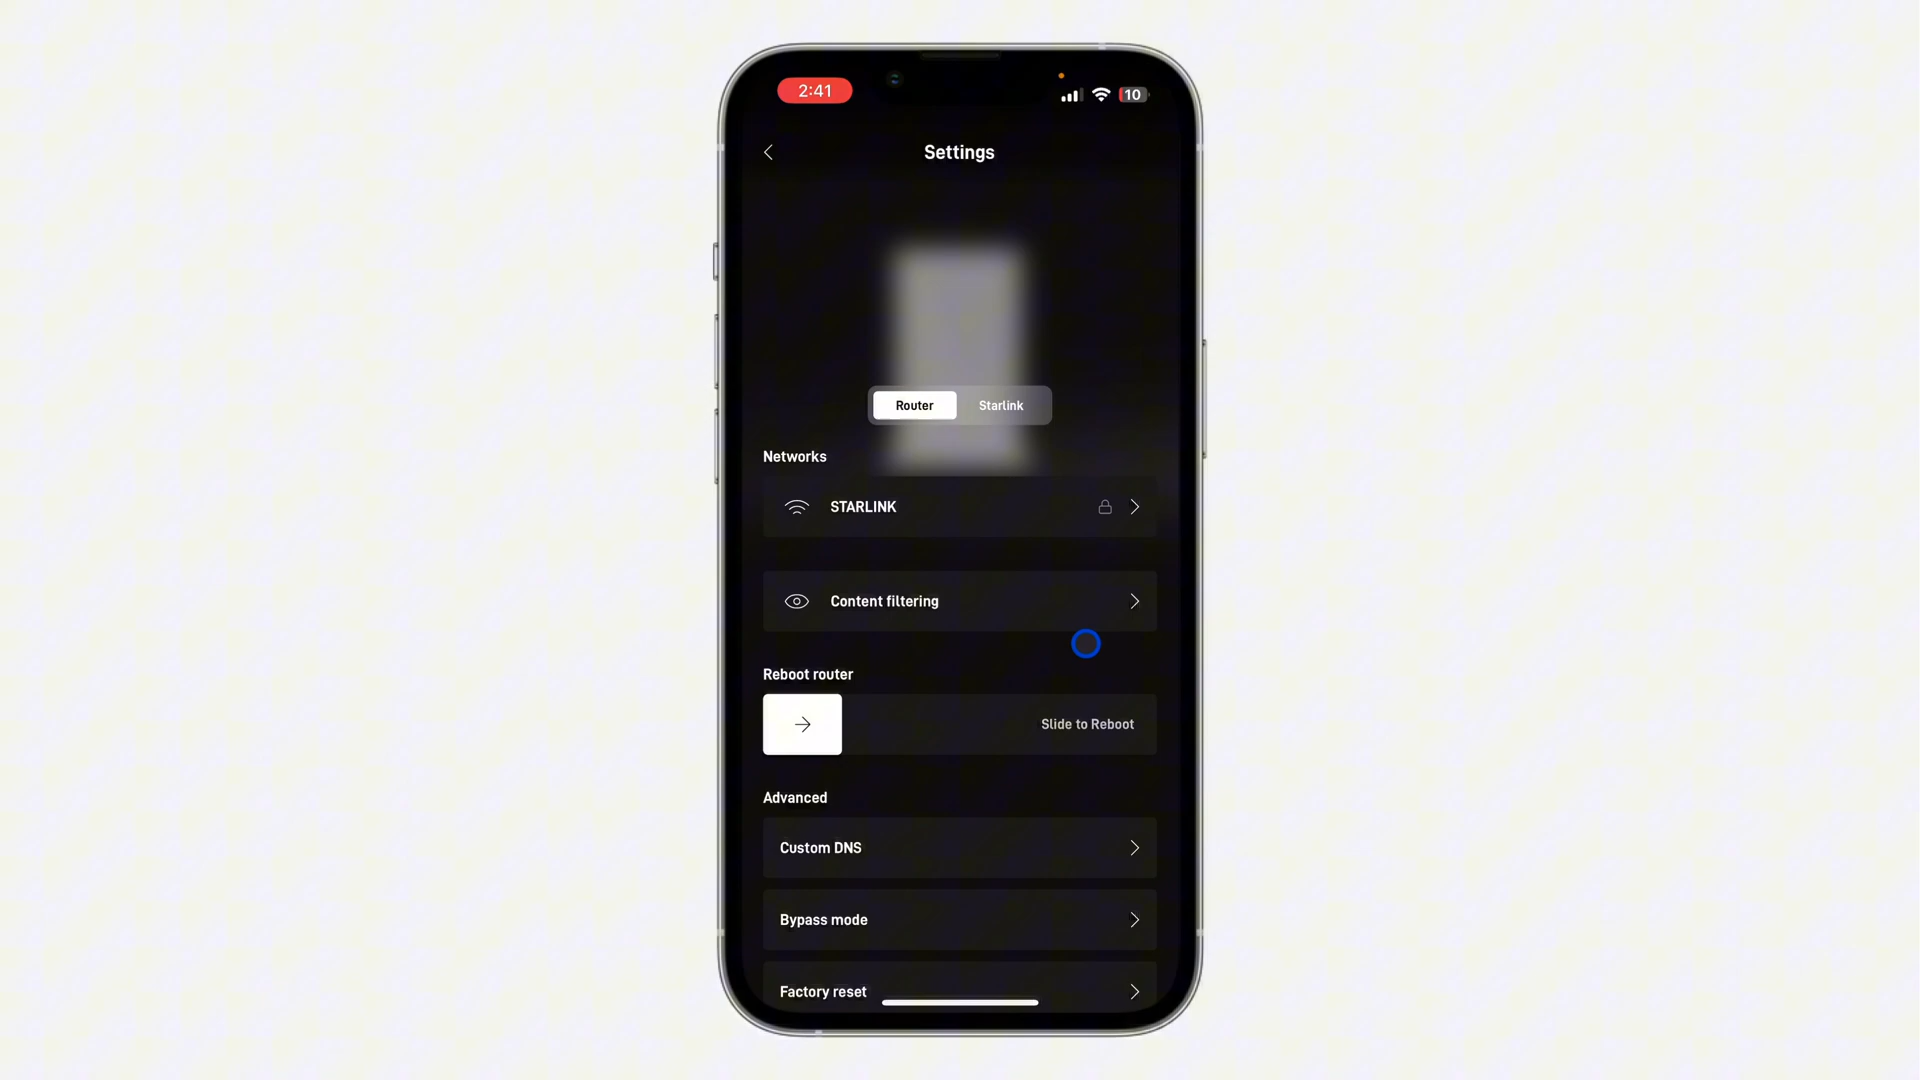 2:41
10
Settings
Router
Starlink
Networks
STARLINK
Content filtering
Reboot router
Slide to Reboot
Advanced
Custom DNS
Bypass mode
Factory reset